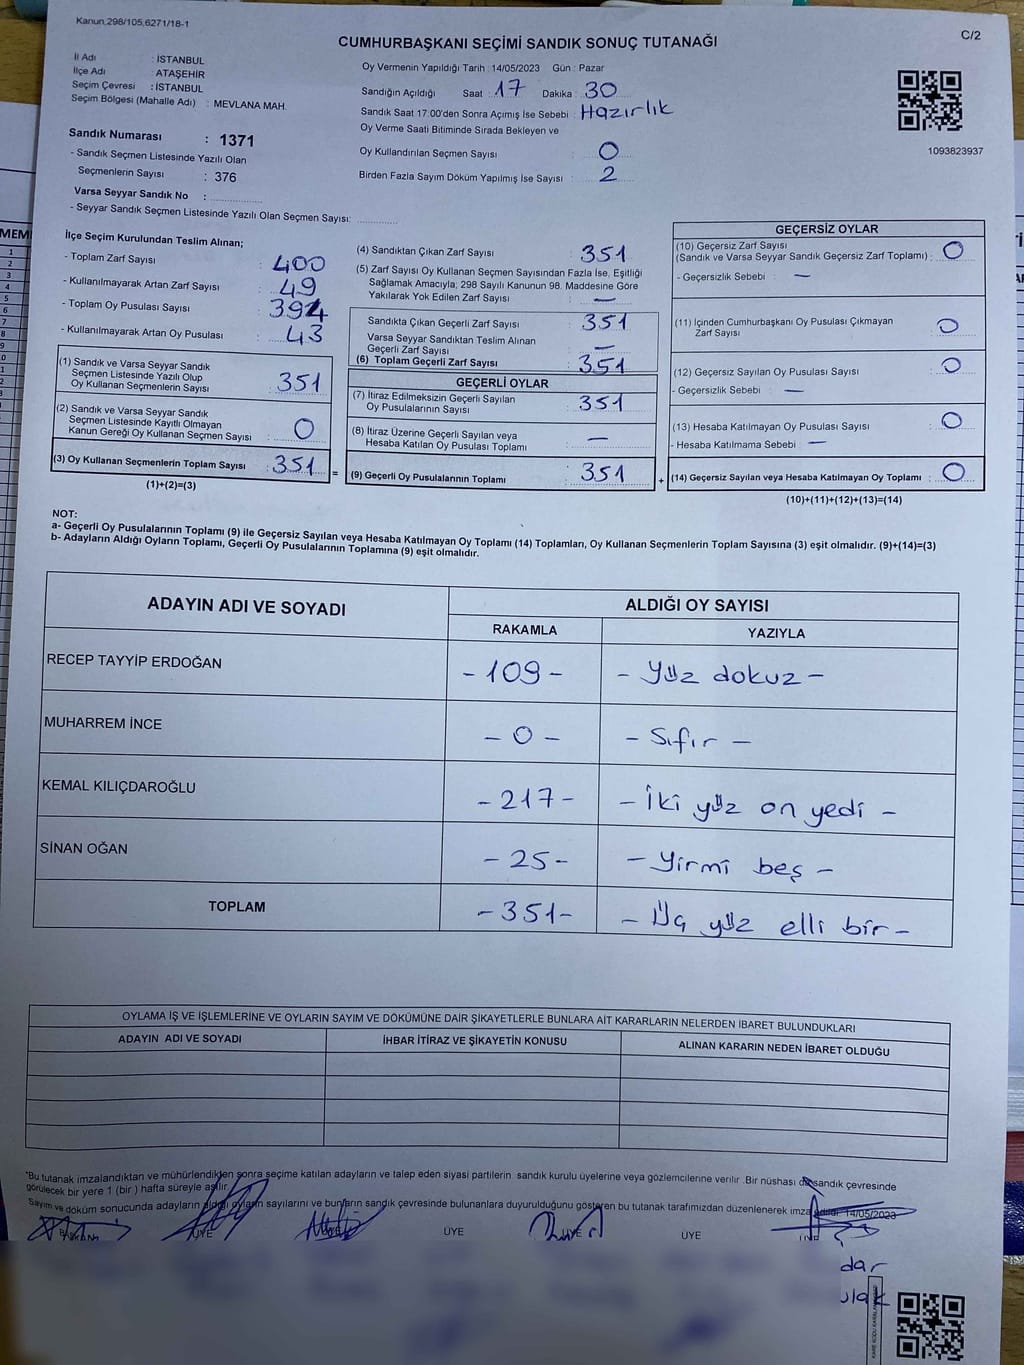 Kanun.298/105,6271/18-1
C/2
CUMHURBAŞKANI SEÇİMİ SANDIK SONUÇ TUTANAĞI
İl Adı : İSTANBUL
İlçe Adı : ATAŞEHİR
Seçim Çevresi : İSTANBUL
Seçim Bölgesi (Mahalle Adı) : MEVLANA MAH.
Oy Vermenin Yapıldığı Tarih : 14/05/2023 Gün : Pazar
Sandığın Açıldığı Saat : 17 Dakika : 30
Sandık Saat 17.00'den Sonra Açımış İse Sebebi : Hazırlık
Oy Verme Saati Bitiminde Sırada Bekleyen ve
Oy Kullandırılan Seçmen Sayısı : 0
Birden Fazla Sayım Döküm Yapılmış İse Sayısı : 2
1093823937
Sandık Numarası : 1371
- Sandık Seçmen Listesinde Yazılı Olan
Seçmenlerin Sayısı : 376
Varsa Seyyar Sandık No :
- Seyyar Sandık Seçmen Listesinde Yazılı Olan Seçmen Sayısı:
İlçe Seçim Kurulundan Teslim Alınan;
- Toplam Zarf Sayısı : 400
- Kullanılmayarak Artan Zarf Sayısı : 49
- Toplam Oy Pusulası Sayısı : 394
- Kullanılmayarak Artan Oy Pusulası : 43
(1) Sandık ve Varsa Seyyar Sandık
Seçmen Listesinde Yazılı Olup
Oy Kullanan Seçmenlerin Sayısı : 351
(2) Sandık ve Varsa Seyyar Sandık
Seçmen Listesinde Kayıtlı Olmayan
Kanun Gereği Oy Kullanan Seçmen Sayısı : 0
(3) Oy Kullanan Seçmenlerin Toplam Sayısı : 351 =
(1)+(2)=(3)
(4) Sandıktan Çıkan Zarf Sayısı : 351
(5) Zarf Sayısı Oy Kullanan Seçmen Sayısından Fazla İse, Eşitliği
Sağlamak Amacıyla; 298 Sayılı Kanunun 98. Maddesine Göre
Yakılarak Yok Edilen Zarf Sayısı : —
Sandıkta Çıkan Geçerli Zarf Sayısı : 351
Varsa Seyyar Sandıktan Teslim Alınan
Geçerli Zarf Sayısı : —
(6) Toplam Geçerli Zarf Sayısı : 351
GEÇERLİ OYLAR
(7) İtiraz Edilmeksizin Geçerli Sayılan
Oy Pusulalarının Sayısı : 351
(8) İtiraz Üzerine Geçerli Sayılan veya
Hesaba Katılan Oy Pusulası Toplamı : —
(9) Geçerli Oy Pusulalarının Toplamı : 351 +
GEÇERSİZ OYLAR
(10) Geçersiz Zarf Sayısı
(Sandık ve Varsa Seyyar Sandık Geçersiz Zarf Toplamı) : 0
- Geçersizlik Sebebi : —
(11) İçinden Cumhurbaşkanı Oy Pusulası Çıkmayan
Zarf Sayısı : 0
(12) Geçersiz Sayılan Oy Pusulası Sayısı : 0
- Geçersizlik Sebebi : —
(13) Hesaba Katılmayan Oy Pusulası Sayısı : 0
- Hesaba Katılmama Sebebi : —
(14) Geçersiz Sayılan veya Hesaba Katılmayan Oy Toplamı : 0
(10)+(11)+(12)+(13)=(14)
NOT:
a- Geçerli Oy Pusulalarının Toplamı (9) ile Geçersiz Sayılan veya Hesaba Katılmayan Oy Toplamı (14) Toplamları, Oy Kullanan Seçmenlerin Toplam Sayısına (3) eşit olmalıdır. (9)+(14)=(3)
b- Adayların Aldığı Oyların Toplamı, Geçerli Oy Pusulalarının Toplamına (9) eşit olmalıdır.
ADAYIN ADI VE SOYADI ALDIĞI OY SAYISI
RAKAMLA YAZIYLA
RECEP TAYYİP ERDOĞAN - 109 - - Yüz dokuz -
MUHARREM İNCE - 0 - - Sıfır -
KEMAL KILIÇDAROĞLU - 217 - - İki yüz on yedi -
SİNAN OĞAN - 25 - - Yirmi beş -
TOPLAM - 351 - - Üç yüz elli bir -
OYLAMA İŞ VE İŞLEMLERİNE VE OYLARIN SAYIM VE DÖKÜMÜNE DAİR ŞİKAYETLERLE BUNLARA AİT KARARLARIN NELERDEN İBARET BULUNDUKLARI
ADAYIN ADI VE SOYADI İHBAR İTİRAZ VE ŞİKAYETİN KONUSU ALINAN KARARIN NEDEN İBARET OLDUĞU
*Bu tutanak imzalandıktan ve mühürlendikten sonra seçime katılan adayların ve talep eden siyasi partilerin sandık kurulu üyelerine veya gözlemcilerine verilir .Bir nüshası da sandık çevresinde
görülecek bir yere 1 (bir ) hafta süreyle asılır.
Sayım ve döküm sonucunda adayların aldığı oyların sayılarını ve bunların sandık çevresinde bulunanlara duyurulduğunu gösteren bu tutanak tarafımızdan düzenlenerek imza edildi. 14/05/2023
BAŞKAN ÜYE ÜYE ÜYE ÜYE
dar